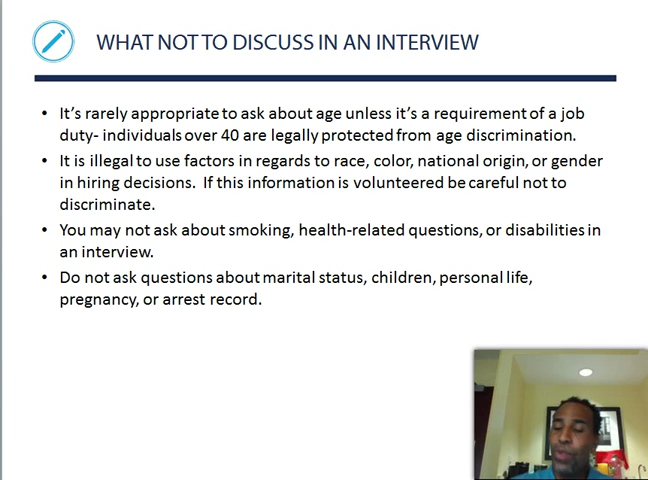 WHAT NOT TO DISCUSS IN AN INTERVIEW
• It's rarely appropriate to ask about age unless it's a requirement of a job
duty- individuals over 40 are legally protected from age discrimination.
• It is illegal to use factors in regards to race, color, national origin, or gender
in hiring decisions.  If this information is volunteered be careful not to
discriminate.
• You may not ask about smoking, health-related questions, or disabilities in
an interview.
• Do not ask questions about marital status, children, personal life,
pregnancy, or arrest record.